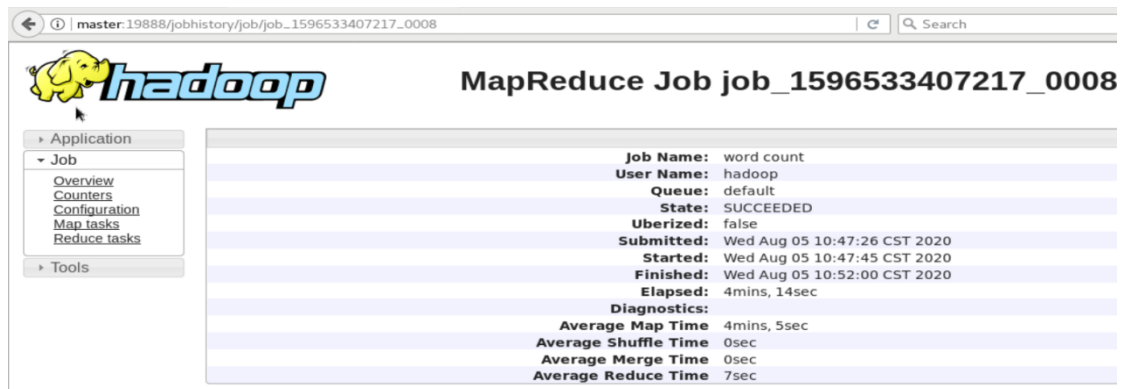 master:19888/jobhistory/job/job_1596533407217_0008
Search
hadoop
MapReduce Job job_1596533407217_0008
Application
Job
Overview
Counters
Configuration
Map tasks
Reduce tasks
Tools
Job Name: word count
User Name: hadoop
Queue: default
State: SUCCEEDED
Uberized: false
Submitted: Wed Aug 05 10:47:26 CST 2020
Started: Wed Aug 05 10:47:45 CST 2020
Finished: Wed Aug 05 10:52:00 CST 2020
Elapsed: 4mins, 14sec
Diagnostics:
Average Map Time 4mins, 5sec
Average Shuffle Time 0sec
Average Merge Time 0sec
Average Reduce Time 7sec